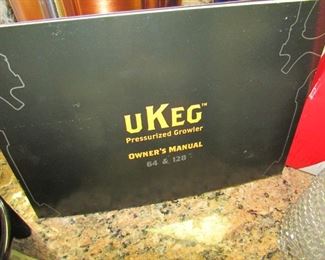 uKEG™
Pressurized Growler
OWNER'S MANUAL
64 & 128